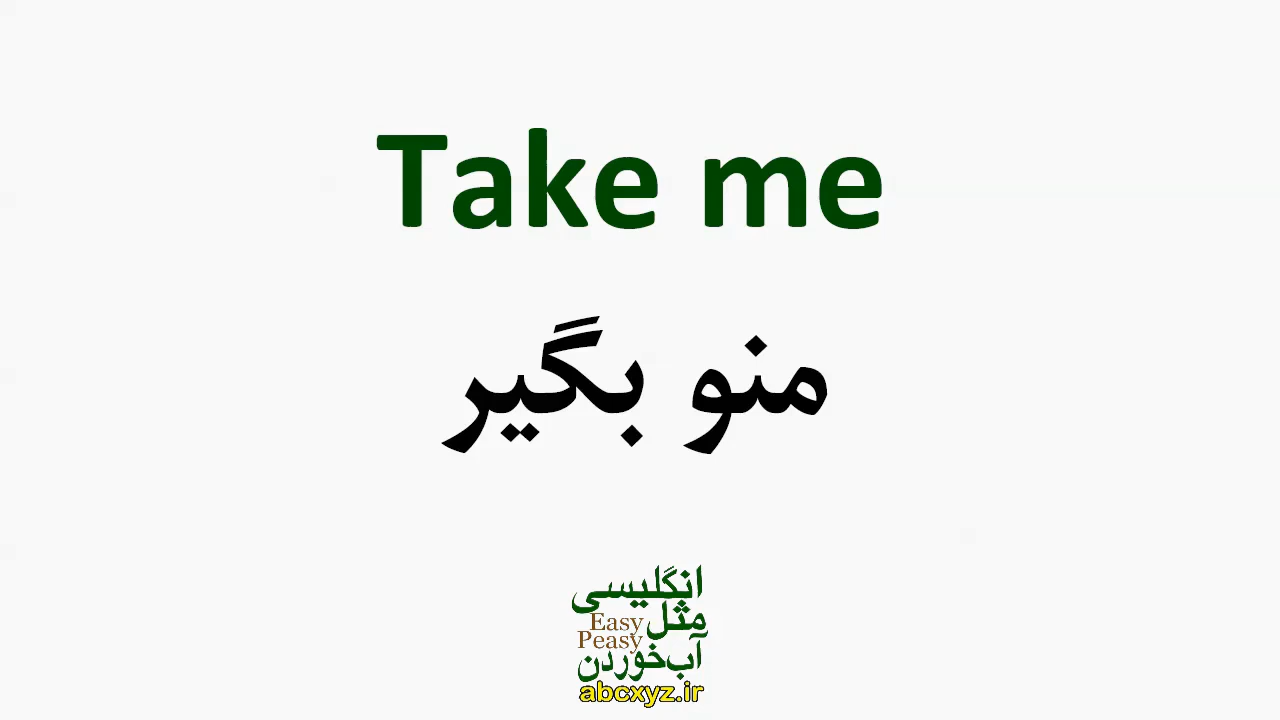 Take me
منو بگیر
انگلیسی
مثل Easy
Peasy
آب‌خوردن
abcxyz.ir